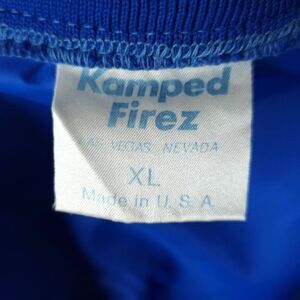 Kamped
Firez
LAS VEGAS, NEVADA
XL
Made in U. S. A.